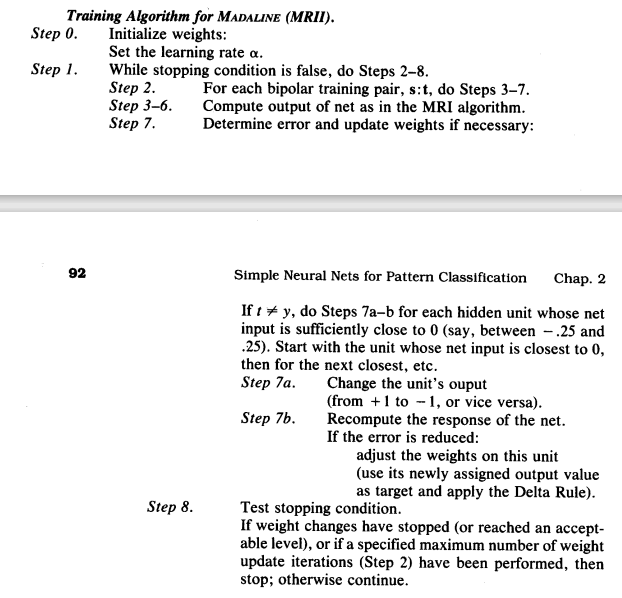 Training Algorithm for MADALINE (MRII).
Step 0. Initialize weights:
Set the learning rate α.
Step 1. While stopping condition is false, do Steps 2–8.
Step 2. For each bipolar training pair, s:t, do Steps 3–7.
Step 3–6. Compute output of net as in the MRI algorithm.
Step 7. Determine error and update weights if necessary:
92 Simple Neural Nets for Pattern Classification Chap. 2
If t ≠ y, do Steps 7a–b for each hidden unit whose net
input is sufficiently close to 0 (say, between −.25 and
.25). Start with the unit whose net input is closest to 0,
then for the next closest, etc.
Step 7a. Change the unit's ouput
(from +1 to −1, or vice versa).
Step 7b. Recompute the response of the net.
If the error is reduced:
adjust the weights on this unit
(use its newly assigned output value
as target and apply the Delta Rule).
Step 8. Test stopping condition.
If weight changes have stopped (or reached an accept-
able level), or if a specified maximum number of weight
update iterations (Step 2) have been performed, then
stop; otherwise continue.